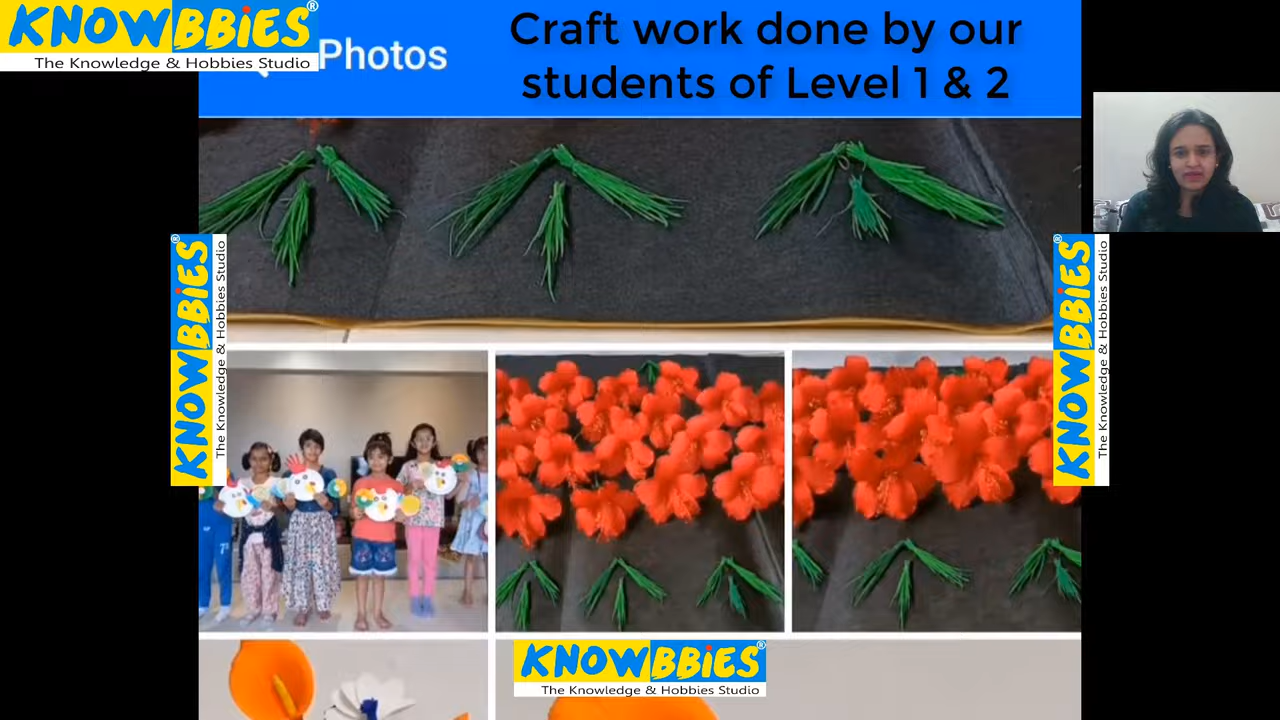 KNOWBBiES®
The Knowledge & Hobbies Studio
Photos
Craft work done by our
students of Level 1 & 2
KNOWBBiES®
The Knowledge & Hobbies Studio
KNOWBBiES®
The Knowledge & Hobbies Studio
KNOWBBiES®
The Knowledge & Hobbies Studio